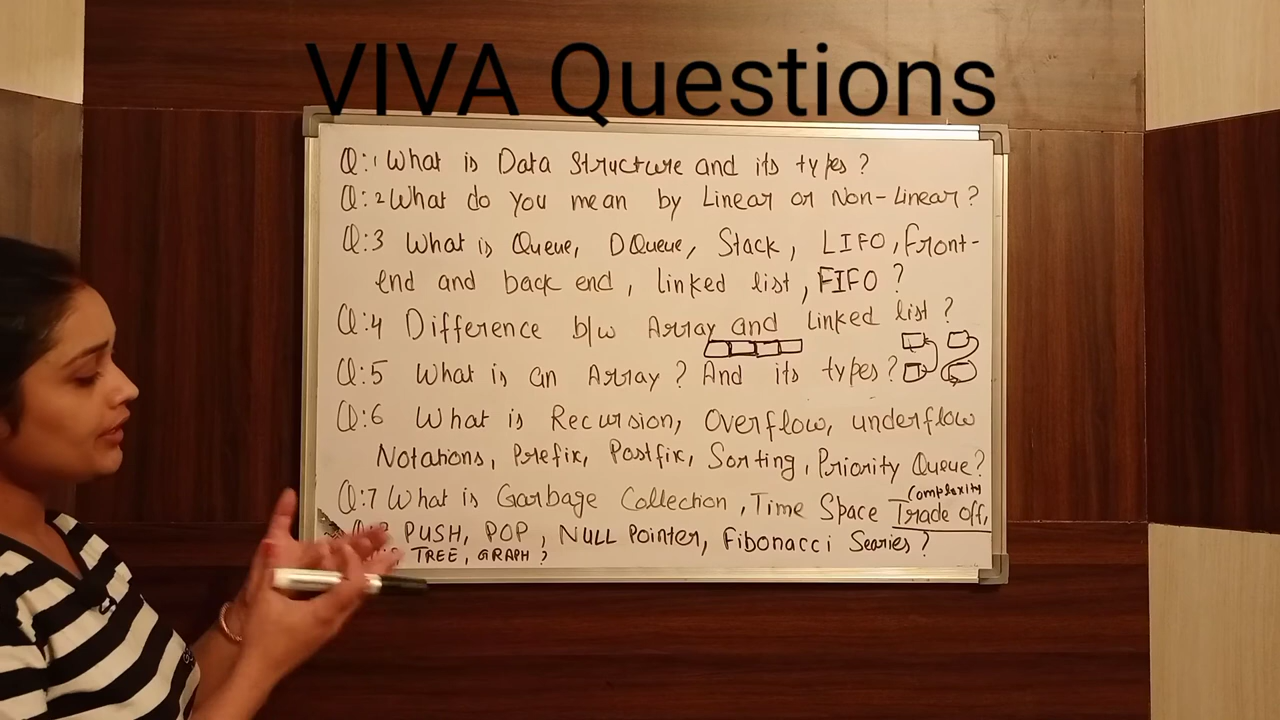 VIVA Questions
Q:1 What is Data Structure and its types ?
Q:2 What do you mean by Linear or Non-Linear ?
Q:3 What is Queue, DQueue, Stack, LIFO, Front-
end and back end, linked list, FIFO ?
Q:4 Difference b/w Array and linked list ?
Q:5 What is an Array ? And its types ?
Q:6 What is Recursion, Overflow, underflow
Notations, Prefix, Postfix, Sorting, Priority Queue?
Complexity
Q:7 What is Garbage Collection, Time Space Trade off,
PUSH, POP, NULL Pointer, Fibonacci Searies ?
TREE, GRAPH ?